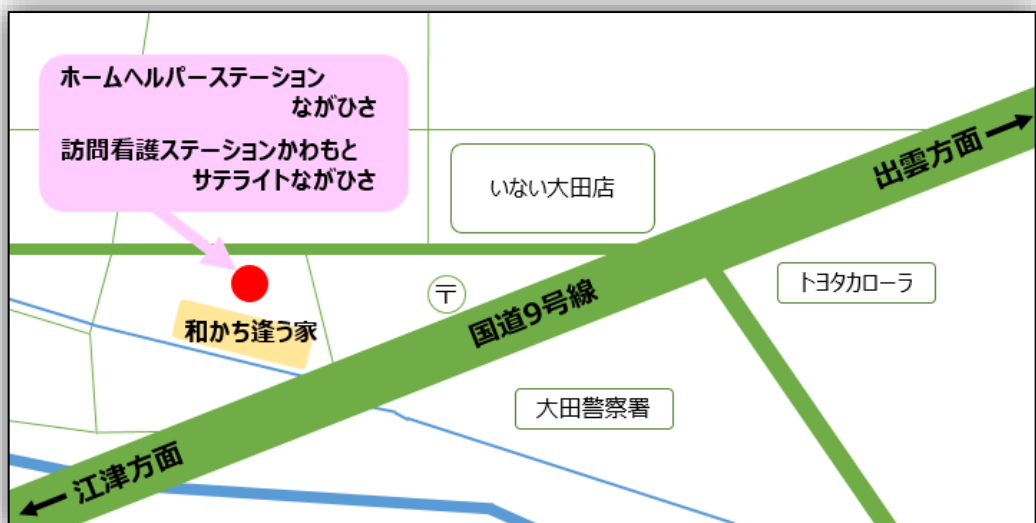 ホームヘルパーステーション
ながひさ
訪問看護ステーションかわもと
サテライトながひさ
いない大田店
出雲方面→
トヨタカローラ
〒
国道9号線
和かち逢う家
大田警察署
←江津方面